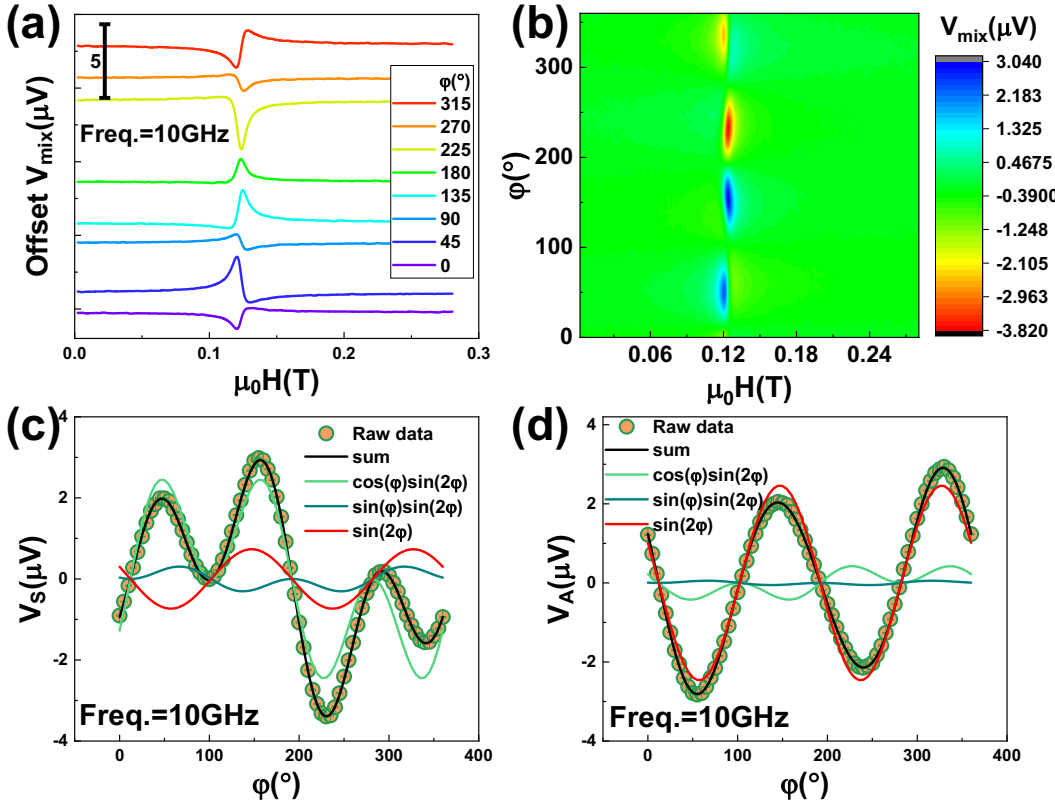 (a)
Offset V_mix(μV)
5
Freq.=10GHz
φ(°)
315
270
225
180
135
90
45
0
0.0 0.1 0.2 0.3
μ₀H(T)
(b)
φ(°)
300
200
100
0
0.06 0.12 0.18 0.24
μ₀H(T)
V_mix(μV)
3.040
2.183
1.325
0.4675
-0.3900
-1.248
-2.105
-2.963
-3.820
(c)
V_S(μV)
4
2
0
-2
-4
Raw data
sum
cos(φ)sin(2φ)
sin(φ)sin(2φ)
sin(2φ)
Freq.=10GHz
0 100 200 300 400
φ(°)
(d)
V_A(μV)
4
2
0
-2
-4
Raw data
sum
cos(φ)sin(2φ)
sin(φ)sin(2φ)
sin(2φ)
Freq.=10GHz
0 100 200 300 400
φ(°)